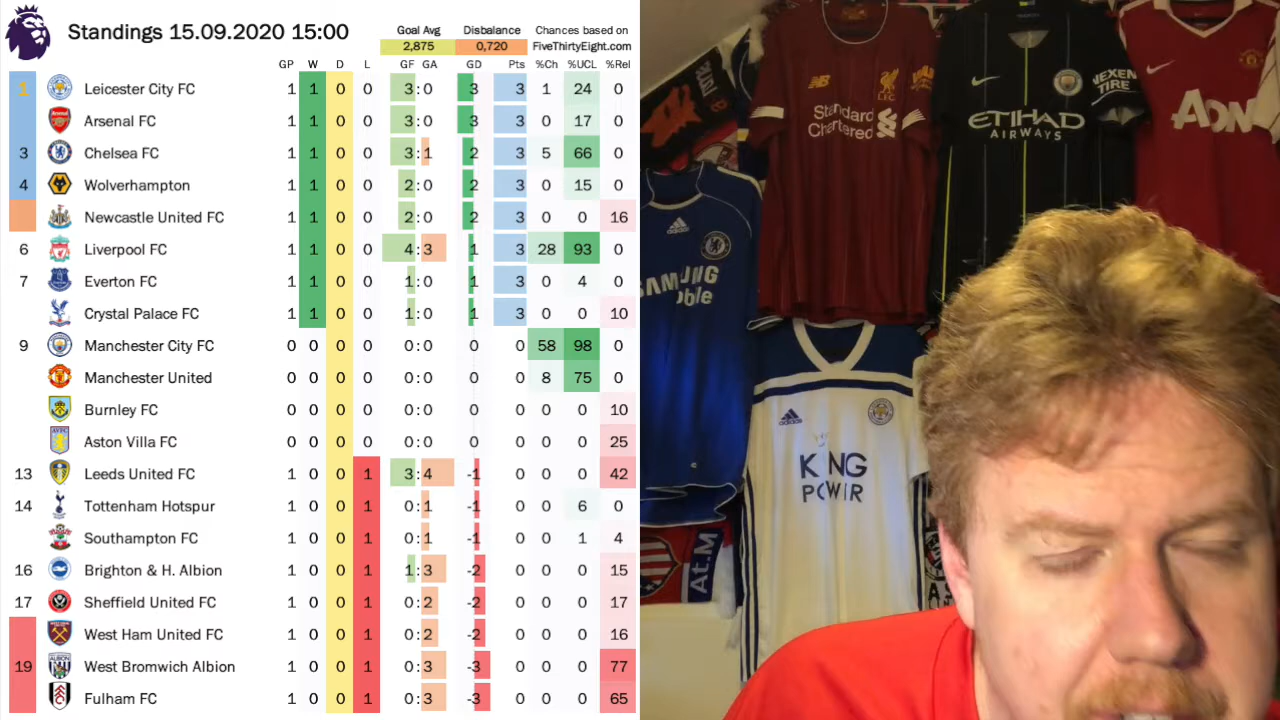 Standings 15.09.2020 15:00
Goal Avg Disbalance Chances based on
2,875 0,720 FiveThirtyEight.com
GP W D L GF GA GD Pts %Ch %UCL %Rel
1 Leicester City FC 1 1 0 0 3:0 3 3 1 24 0
Arsenal FC 1 1 0 0 3:0 3 3 0 17 0
3 Chelsea FC 1 1 0 0 3:1 2 3 5 66 0
4 Wolverhampton 1 1 0 0 2:0 2 3 0 15 0
Newcastle United FC 1 1 0 0 2:0 2 3 0 0 16
6 Liverpool FC 1 1 0 0 4:3 1 3 28 93 0
7 Everton FC 1 1 0 0 1:0 1 3 0 4 0
Crystal Palace FC 1 1 0 0 1:0 1 3 0 0 10
9 Manchester City FC 0 0 0 0 0:0 0 0 58 98 0
Manchester United 0 0 0 0 0:0 0 0 8 75 0
Burney FC 0 0 0 0 0:0 0 0 0 0 10
Aston Villa FC 0 0 0 0 0:0 0 0 0 0 25
13 Leeds United FC 1 0 0 1 3:4 -1 0 0 0 42
14 Tottenham Hotspur 1 0 0 1 0:1 -1 0 0 6 0
Southampton FC 1 0 0 1 0:1 -1 0 0 1 4
16 Brighton & H. Albion 1 0 0 1 1:3 -2 0 0 0 15
17 Sheffield United FC 1 0 0 1 0:2 -2 0 0 0 17
West Ham United FC 1 0 0 1 0:2 -2 0 0 0 16
19 West Bromwich Albion 1 0 0 1 0:3 -3 0 0 0 77
Fulham FC 1 0 0 1 0:3 -3 0 0 0 65
Standard
Chartered
ETIHAD
AIRWAYS
NEXEN
TIRE
AON
KING
POWIR
At.M